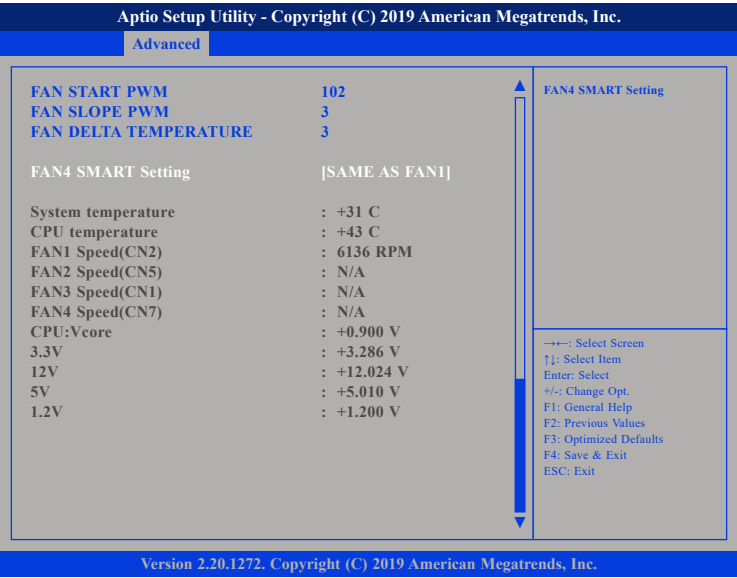 Aptio Setup Utility - Copyright (C) 2019 American Megatrends, Inc.
Advanced
FAN START PWM 102
FAN SLOPE PWM 3
FAN DELTA TEMPERATURE 3
FAN4 SMART Setting [SAME AS FAN1]
System temperature : +31 C
CPU temperature : +43 C
FAN1 Speed(CN2) : 6136 RPM
FAN2 Speed(CN5) : N/A
FAN3 Speed(CN1) : N/A
FAN4 Speed(CN7) : N/A
CPU:Vcore : +0.900 V
3.3V : +3.286 V
12V : +12.024 V
5V : +5.010 V
1.2V : +1.200 V
FAN4 SMART Setting
→←: Select Screen
↑↓: Select Item
Enter: Select
+/-: Change Opt.
F1: General Help
F2: Previous Values
F3: Optimized Defaults
F4: Save & Exit
ESC: Exit
Version 2.20.1272. Copyright (C) 2019 American Megatrends, Inc.